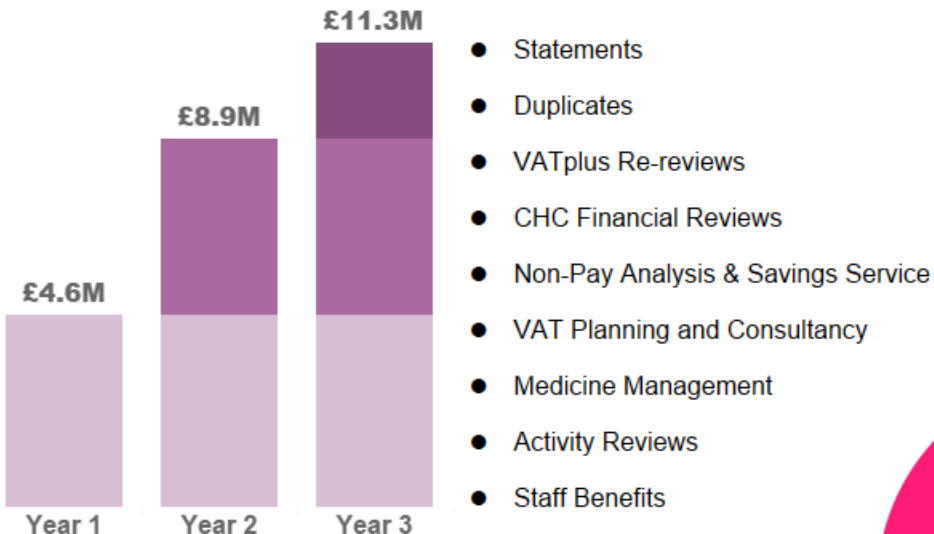 £11.3M
£8.9M
£4.6M
Year 1
Year 2
Year 3
● Statements
● Duplicates
● VATplus Re-reviews
● CHC Financial Reviews
● Non-Pay Analysis & Savings Service
● VAT Planning and Consultancy
● Medicine Management
● Activity Reviews
● Staff Benefits